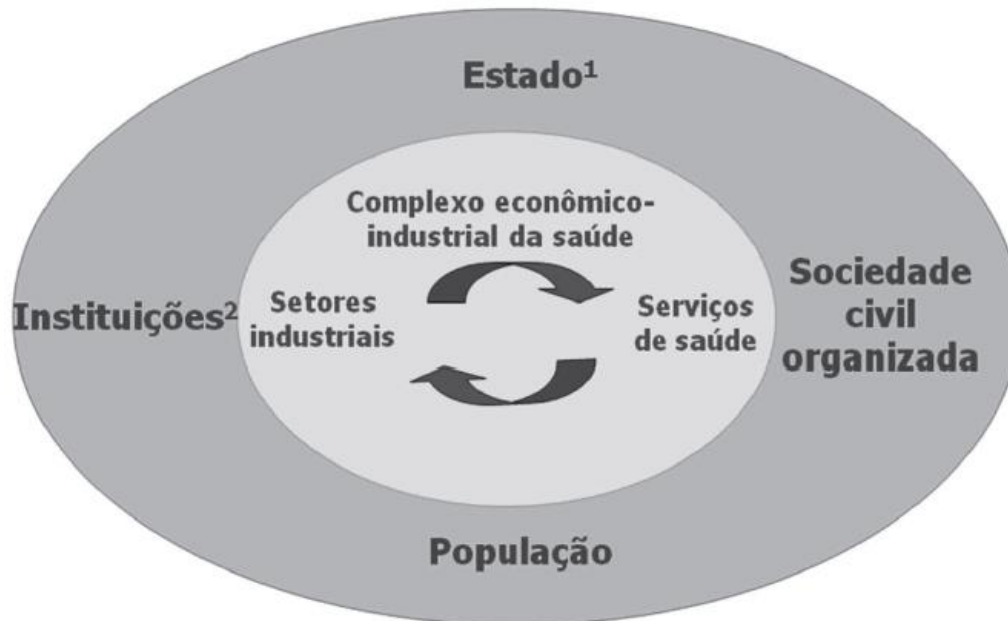 Estado¹
Complexo econômico-
industrial da saúde
Instituições²
Setores
industriais
Serviços
de saúde
Sociedade
civil
organizada
População